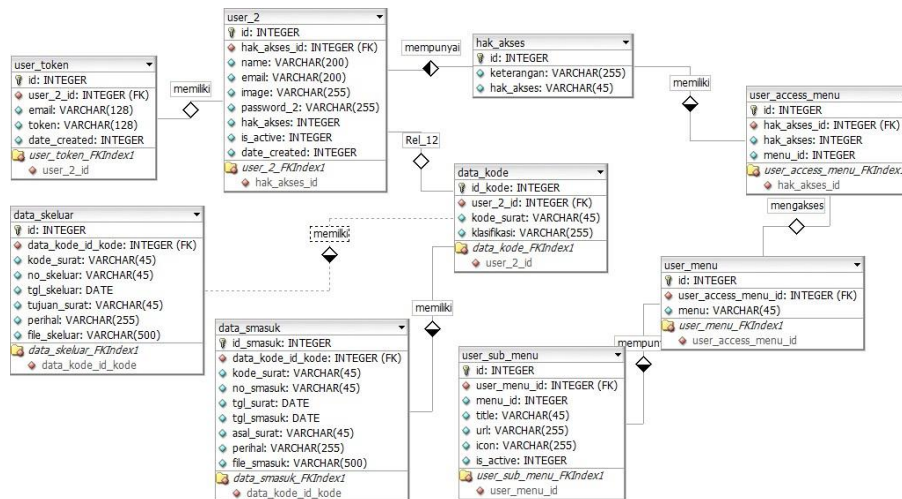 user_2
id: INTEGER
hak_akses_id: INTEGER (FK)
name: VARCHAR(200)
email: VARCHAR(200)
image: VARCHAR(255)
password_2: VARCHAR(255)
hak_akses: INTEGER
is_active: INTEGER
date_created: INTEGER
user_2_FKIndex1
hak_akses_id
user_token
id: INTEGER
user_2_id: INTEGER (FK)
email: VARCHAR(128)
token: VARCHAR(128)
date_created: INTEGER
user_token_FKIndex1
user_2_id
memiliki
mempunyai
hak_akses
id: INTEGER
keterangan: VARCHAR(255)
hak_akses: VARCHAR(45)
memiliki
user_access_menu
id: INTEGER
hak_akses_id: INTEGER (FK)
hak_akses: INTEGER
menu_id: INTEGER
user_access_menu_FKIndex1
hak_akses_id
Rel_12
data_kode
id_kode: INTEGER
user_2_id: INTEGER (FK)
kode_surat: VARCHAR(45)
klasifikasi: VARCHAR(255)
data_kode_FKIndex1
user_2_id
mengakses
data_skeluar
id: INTEGER
data_kode_id_kode: INTEGER (FK)
kode_surat: VARCHAR(45)
no_skeluar: VARCHAR(45)
tgl_skeluar: DATE
tujuan_surat: VARCHAR(45)
perihal: VARCHAR(255)
file_skeluar: VARCHAR(500)
data_skeluar_FKIndex1
data_kode_id_kode
memiliki
memiliki
user_menu
id: INTEGER
user_access_menu_id: INTEGER (FK)
menu: VARCHAR(45)
user_menu_FKIndex1
user_access_menu_id
data_smasuk
id_smasuk: INTEGER
data_kode_id_kode: INTEGER (FK)
kode_surat: VARCHAR(45)
no_smasuk: VARCHAR(45)
tgl_surat: DATE
tgl_smasuk: DATE
asal_surat: VARCHAR(45)
perihal: VARCHAR(255)
file_smasuk: VARCHAR(500)
data_smasuk_FKIndex1
data_kode_id_kode
mempun
user_sub_menu
id: INTEGER
user_menu_id: INTEGER (FK)
menu_id: INTEGER
title: VARCHAR(45)
url: VARCHAR(255)
icon: VARCHAR(255)
is_active: INTEGER
user_sub_menu_FKIndex1
user_menu_id